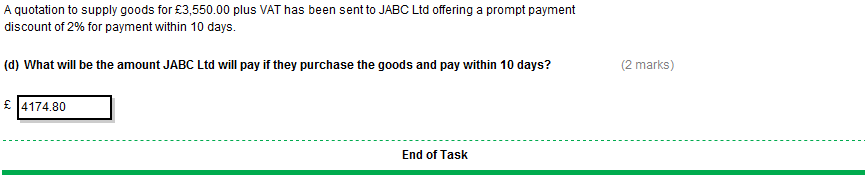 A quotation to supply goods for £3,550.00 plus VAT has been sent to JABC Ltd offering a prompt payment
discount of 2% for payment within 10 days.
(d) What will be the amount JABC Ltd will pay if they purchase the goods and pay within 10 days? (2 marks)
£ 4174.80
End of Task